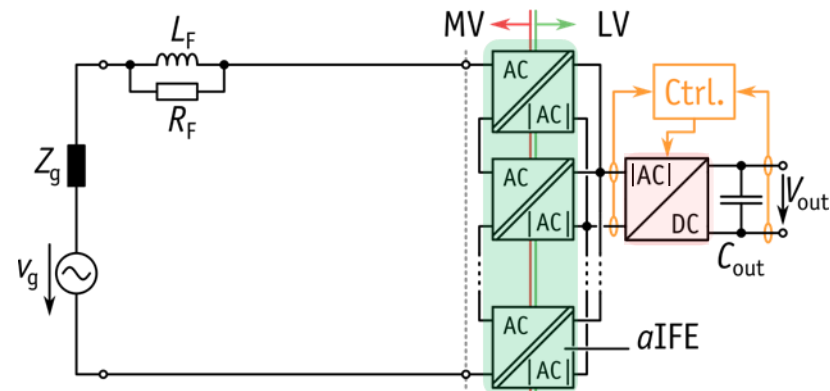 MV
LV
L_F
R_F
Z_g
v_g
AC
|AC|
AC
|AC|
AC
|AC|
Ctrl.
|AC|
DC
V_out
C_out
aIFE